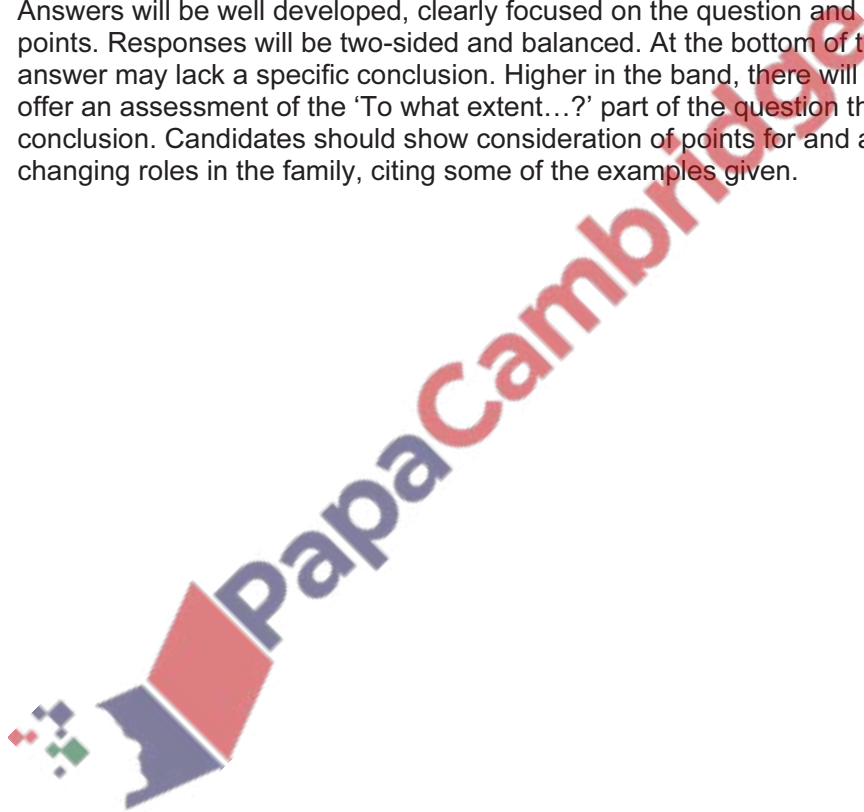 Answers will be well developed, clearly focused on the question and
points. Responses will be two-sided and balanced. At the bottom of
answer may lack a specific conclusion. Higher in the band, there will
offer an assessment of the ‘To what extent…?’ part of the question
conclusion. Candidates should show consideration of points for and
changing roles in the family, citing some of the examples given.
PapaCambridge